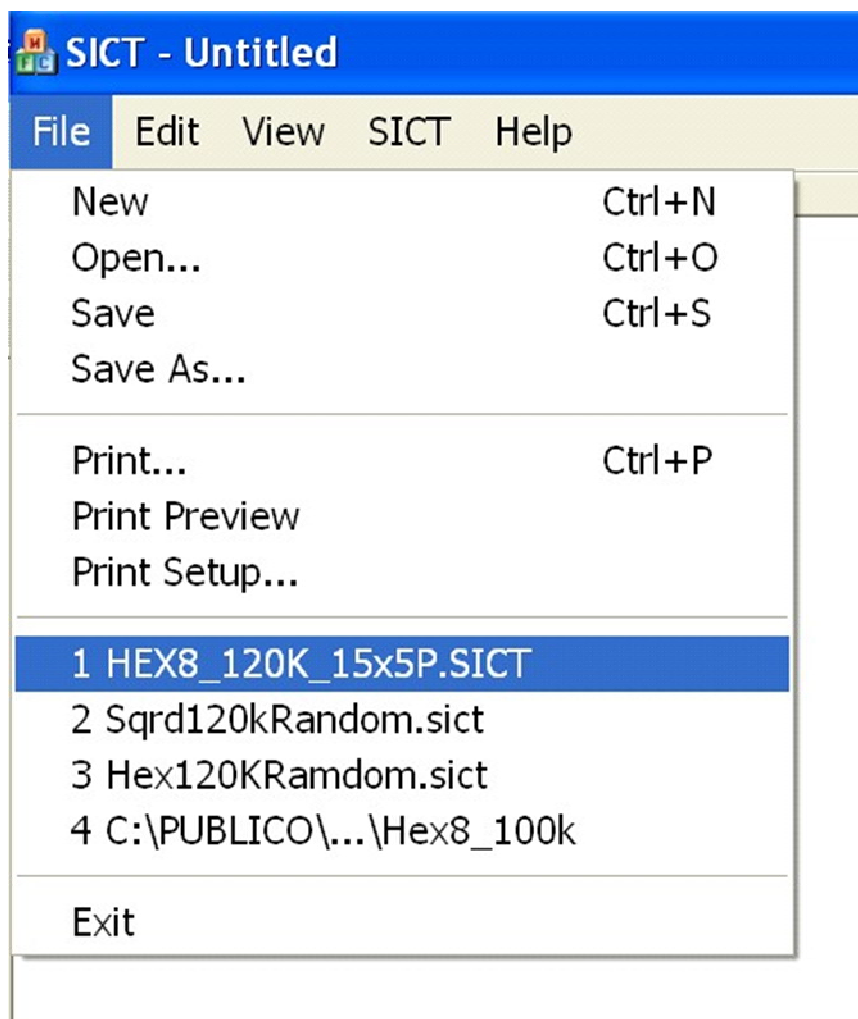 SICT - Untitled
File Edit View SICT Help
New Ctrl+N
Open... Ctrl+O
Save Ctrl+S
Save As...
Print... Ctrl+P
Print Preview
Print Setup...
1 HEX8_120K_15x5P.SICT
2 Sqrd120kRandom.sict
3 Hex120KRamdom.sict
4 C:\PUBLICO\...\Hex8_100k
Exit